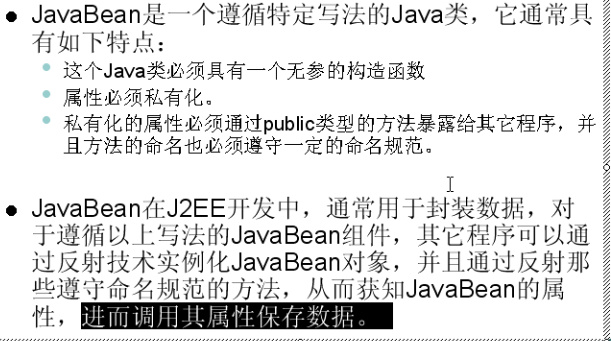 ● JavaBean是一个遵循特定写法的Java类，它通常具
有如下特点：
• 这个Java类必须具有一个无参的构造函数
• 属性必须私有化。
• 私有化的属性必须通过public类型的方法暴露给其它程序，并
且方法的命名也必须遵守一定的命名规范。
● JavaBean在J2EE开发中，通常用于封装数据，对
于遵循以上写法的JavaBean组件，其它程序可以通
过反射技术实例化JavaBean对象，并且通过反射那
些遵守命名规范的方法，从而获知JavaBean的属
性，进而调用其属性保存数据。